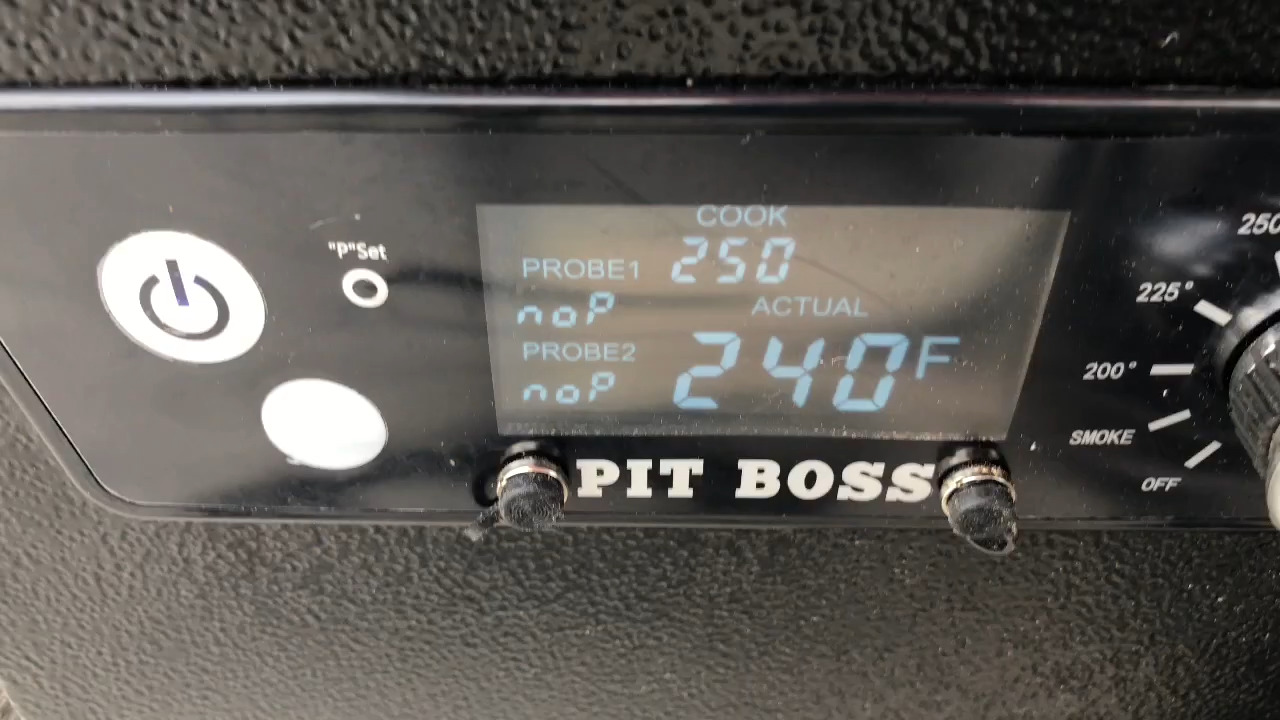 "P"Set
COOK
250
PROBE1
noP
ACTUAL
240F
PROBE2
noP
PIT BOSS
250
225°
200°
SMOKE
OFF